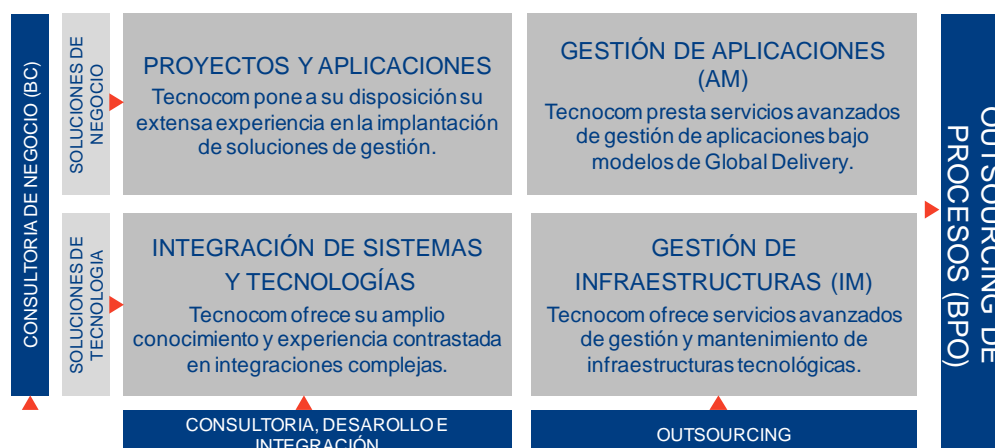 CONSULTORIA DE NEGOCIO (BC)
SOLUCIONES DE
NEGOCIO
PROYECTOS Y APLICACIONES
Tecnocom pone a su disposición su
extensa experiencia en la implantación
de soluciones de gestión.
GESTIÓN DE APLICACIONES
(AM)
Tecnocom presta servicios avanzados
de gestión de aplicaciones bajo
modelos de Global Delivery.
SOLUCIONES DE
TECNOLOGIA
INTEGRACIÓN DE SISTEMAS
Y TECNOLOGÍAS
Tecnocom ofrece su amplio
conocimiento y experiencia contrastada
en integraciones complejas.
GESTIÓN DE
INFRAESTRUCTURAS (IM)
Tecnocom ofrece servicios avanzados
de gestión y mantenimiento de
infraestructuras tecnológicas.
OUTSOURCING DE
PROCESOS (BPO)
CONSULTORIA, DESAROLLO E
INTEGRACIÓN
OUTSOURCING